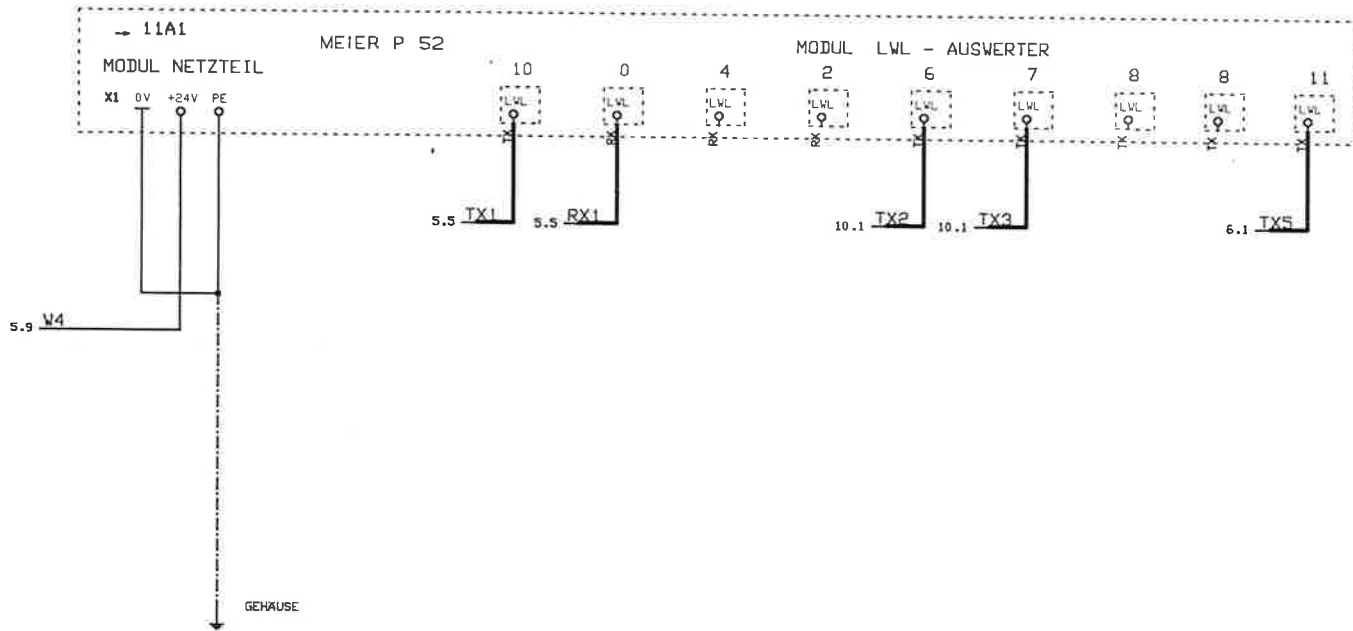 → 11A1
MEIER P 52
MODUL LWL - AUSWERTER
MODUL NETZTEIL
10 0 4 2 6 7 8 8 11
X1 0V +24V PE
LWL LWL LWL LWL LWL LWL LWL LWL LWL
TX RX RX RX TX TX TX TX TX
5.5 TX1
5.5 RX1
10.1 TX2
10.1 TX3
6.1 TX5
5.9 W4
GEHÄUSE